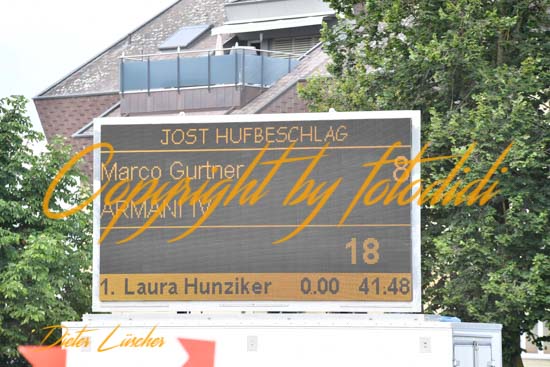 JOST HUFBESCHLAG
Marco Gurtner 8
ARMANI IV
Copyright by fotodidi
18
1. Laura Hunziker 0.00 41.48
Dieter Lüscher